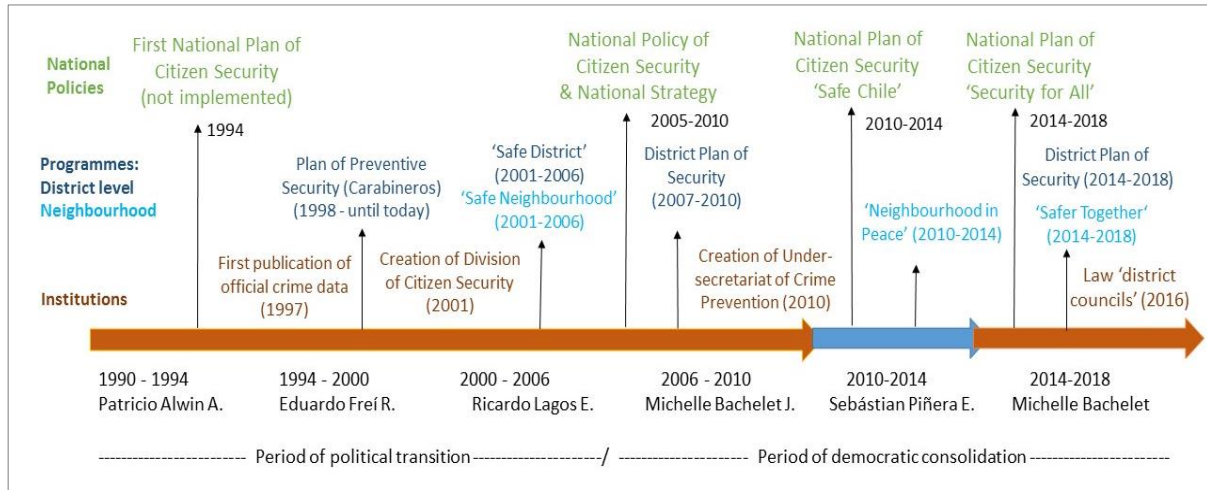 National
Policies
First National Plan of
Citizen Security
(not implemented)
1994
National Policy of
Citizen Security
& National Strategy
2005-2010
National Plan of
Citizen Security
‘Safe Chile’
2010-2014
National Plan of
Citizen Security
‘Security for All’
2014-2018
Programmes:
District level
Neighbourhood
Plan of Preventive
Security (Carabineros)
(1998 - until today)
‘Safe District’
(2001-2006)
‘Safe Neighbourhood’
(2001-2006)
District Plan of
Security
(2007-2010)
‘Neighbourhood in
Peace’ (2010-2014)
District Plan of
Security (2014-2018)
‘Safer Together‘
(2014-2018)
Institutions
First publication of
official crime data
(1997)
Creation of Division
of Citizen Security
(2001)
Creation of Under-
secretariat of Crime
Prevention (2010)
Law ‘district
councils’ (2016)
1990 - 1994
Patricio Alwin A.
1994 - 2000
Eduardo Freí R.
2000 - 2006
Ricardo Lagos E.
2006 - 2010
Michelle Bachelet J.
2010-2014
Sebástian Piñera E.
2014-2018
Michelle Bachelet
------------------------- Period of political transition ----------------------/ ---------------------- Period of democratic consolidation ------------------------